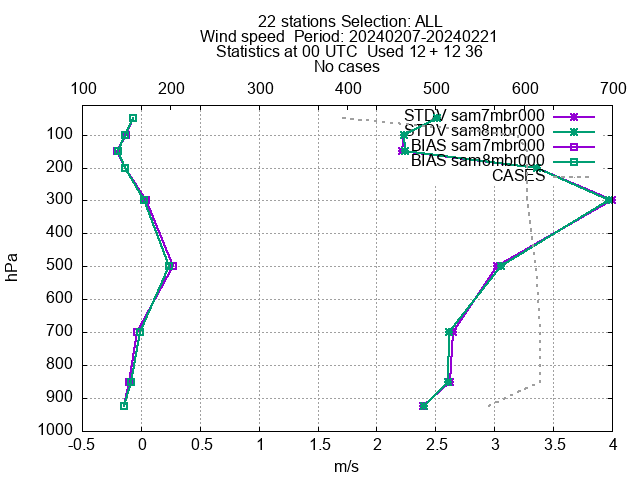 22 stations Selection: ALL
Wind speed  Period: 20240207-20240221
Statistics at 00 UTC  Used 12 + 12 36
No cases
100 200 300 400 500 600 700
STDV sam7mbr000
STDV sam8mbr000
BIAS sam7mbr000
BIAS sam8mbr000
CASES
100
200
300
400
500
600
700
800
900
1000
hPa
-0.5 0 0.5 1 1.5 2 2.5 3 3.5 4
m/s